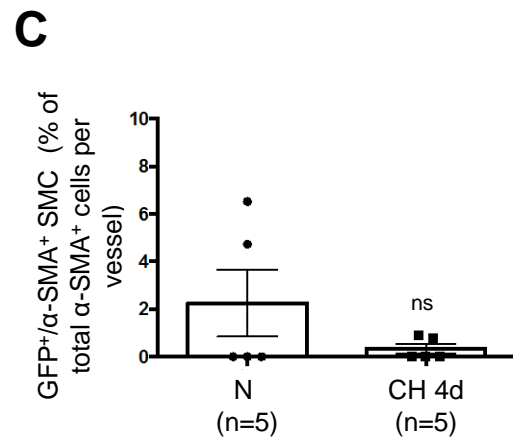 C
GFP⁺/α-SMA⁺ SMC (% of
total α-SMA⁺ cells per
vessel)
10
8
6
4
2
0
ns
N
(n=5)
CH 4d
(n=5)